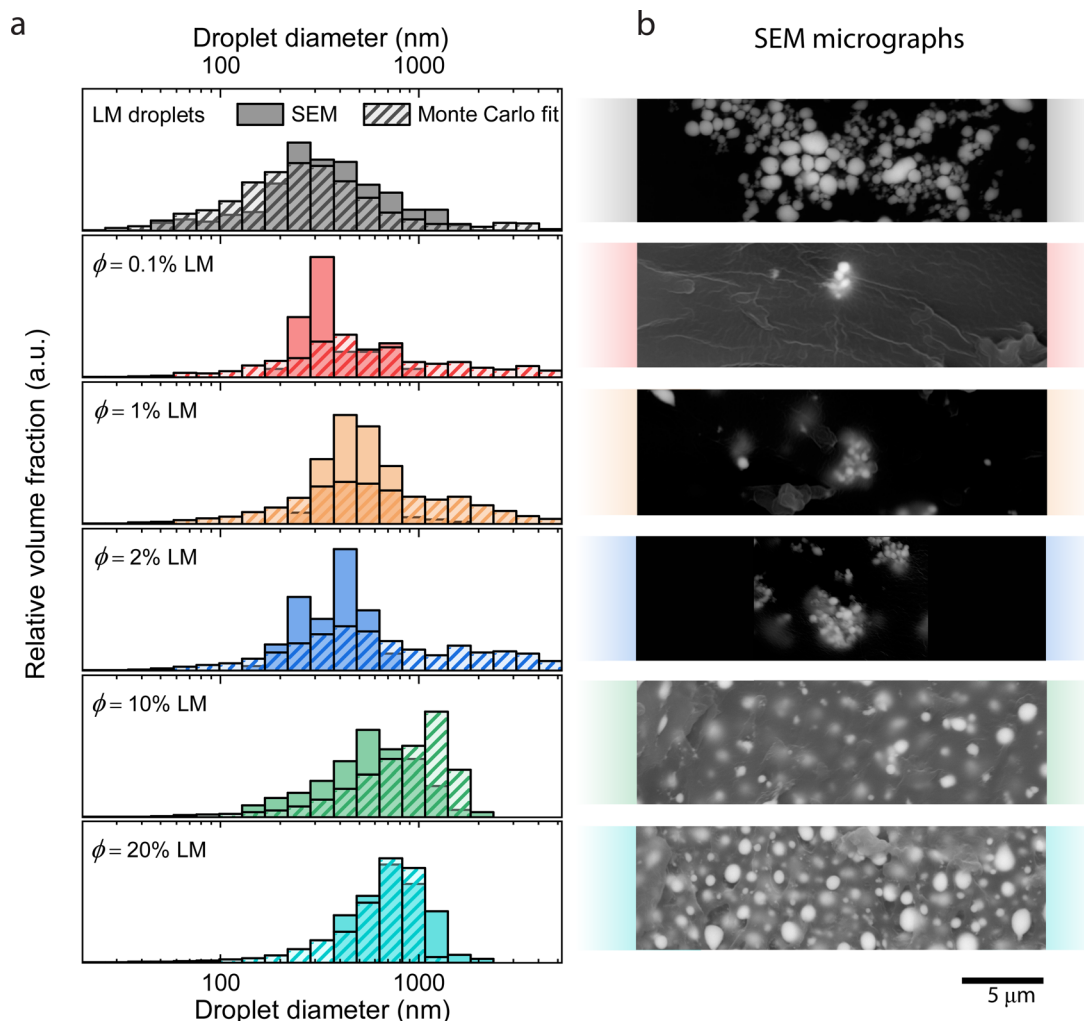 a
b
Droplet diameter (nm)
SEM micrographs
100 1000
LM droplets SEM Monte Carlo fit
ϕ = 0.1% LM
ϕ = 1% LM
ϕ = 2% LM
ϕ = 10% LM
ϕ = 20% LM
Relative volume fraction (a.u.)
100 1000
Droplet diameter (nm)
5 μm